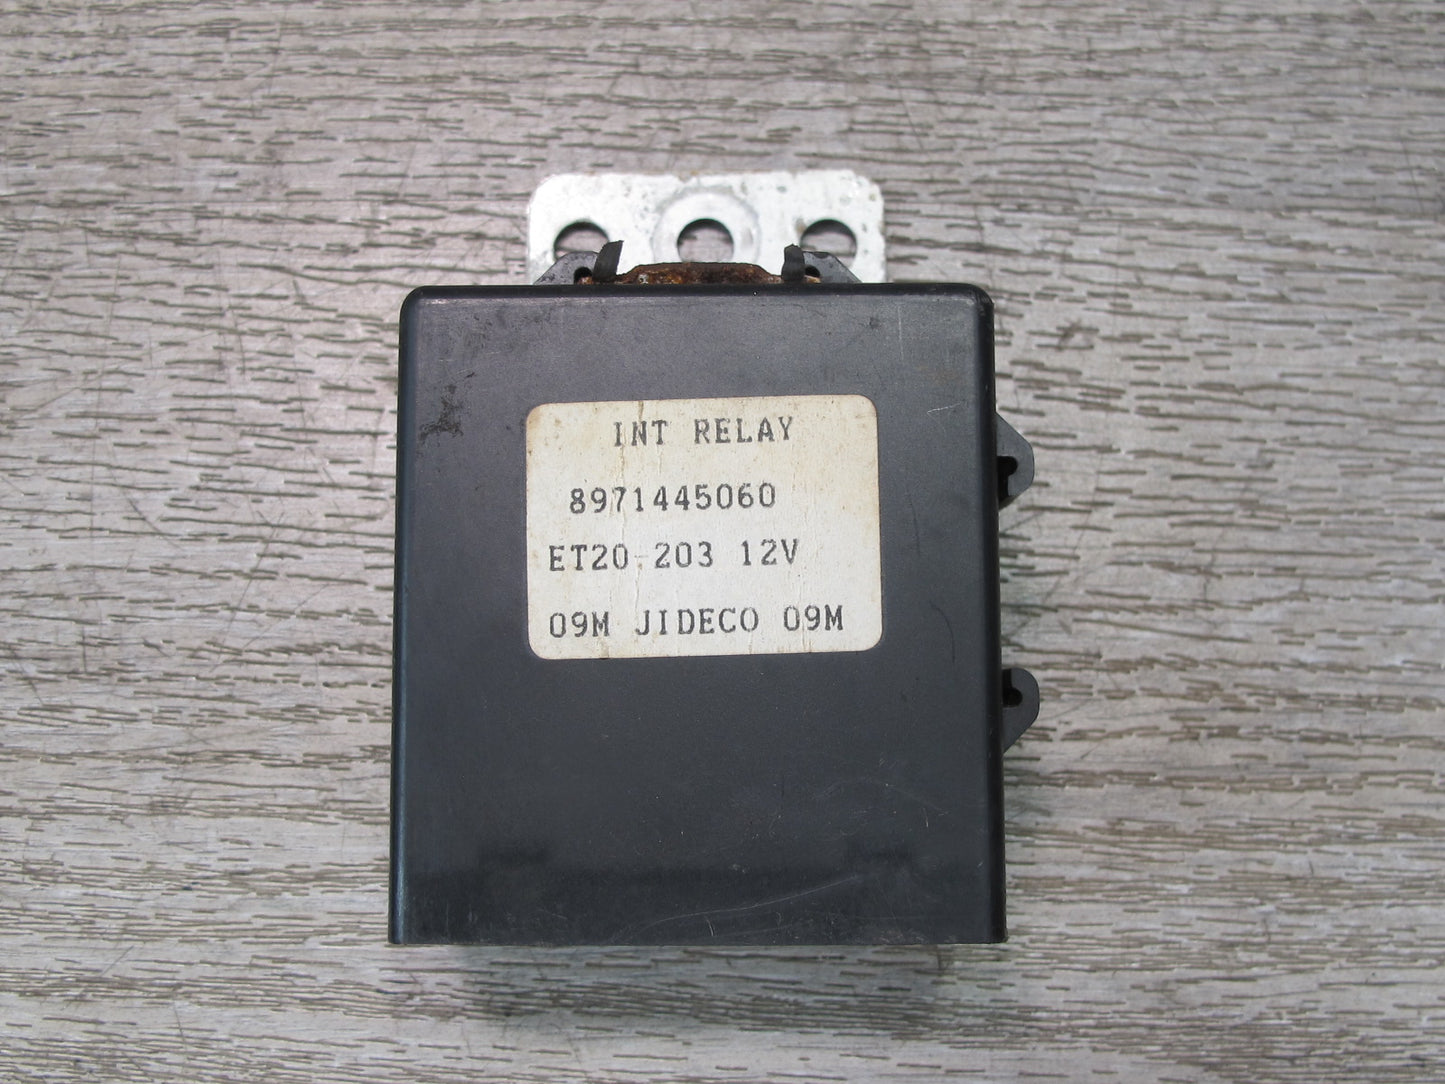 INT RELAY
8971445060
ET20-203 12V
09M JIDECO 09M